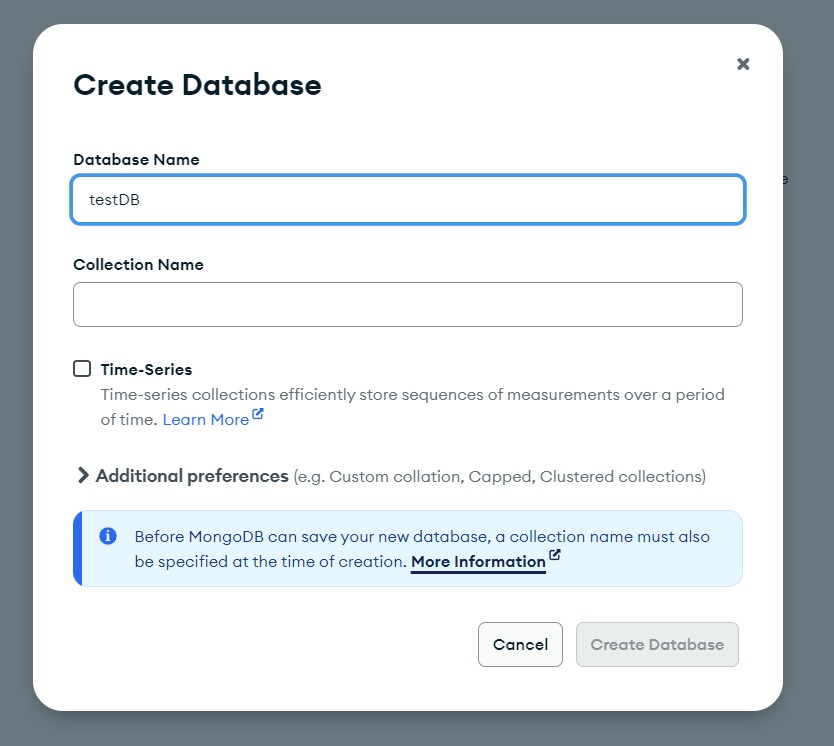 Create Database
Database Name
testDB
Collection Name
Time-Series
Time-series collections efficiently store sequences of measurements over a period
of time. Learn More
Additional preferences (e.g. Custom collation, Capped, Clustered collections)
Before MongoDB can save your new database, a collection name must also
be specified at the time of creation. More Information
Cancel
Create Database